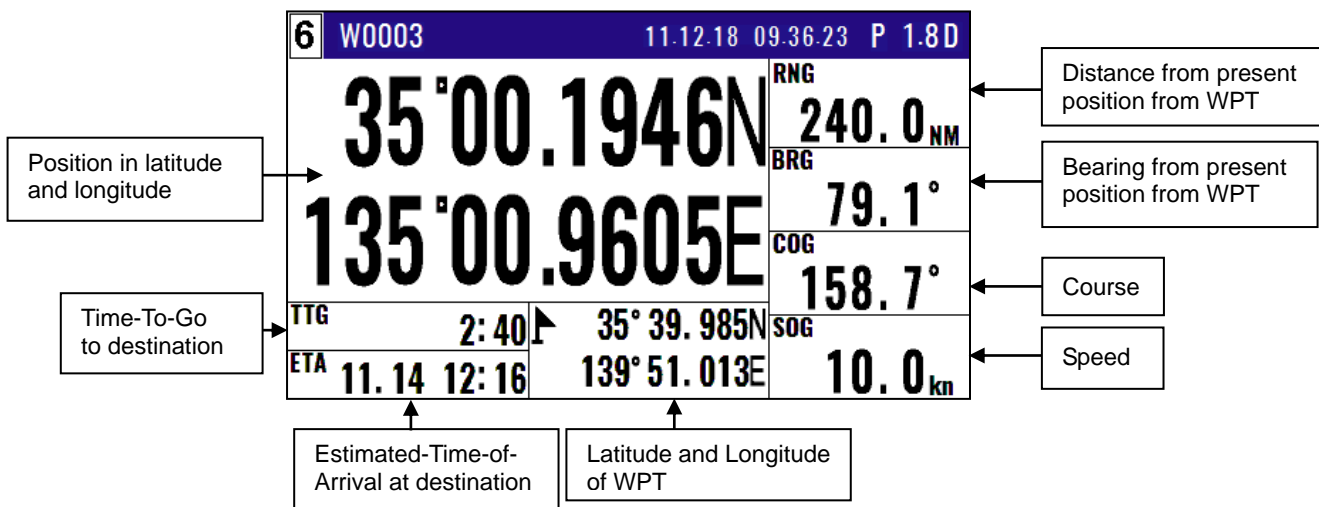 6 W0003 11.12.18 09.36.23 P 1.8D
35°00.1946N
135°00.9605E
RNG
240.0NM
BRG
79.1°
COG
158.7°
SOG
10.0kn
TTG
2:40
ETA
11.14 12:16
35°39.985N
139°51.013E
Position in latitude
and longitude
Time-To-Go
to destination
Estimated-Time-of-
Arrival at destination
Latitude and Longitude
of WPT
Distance from present
position from WPT
Bearing from present
position from WPT
Course
Speed